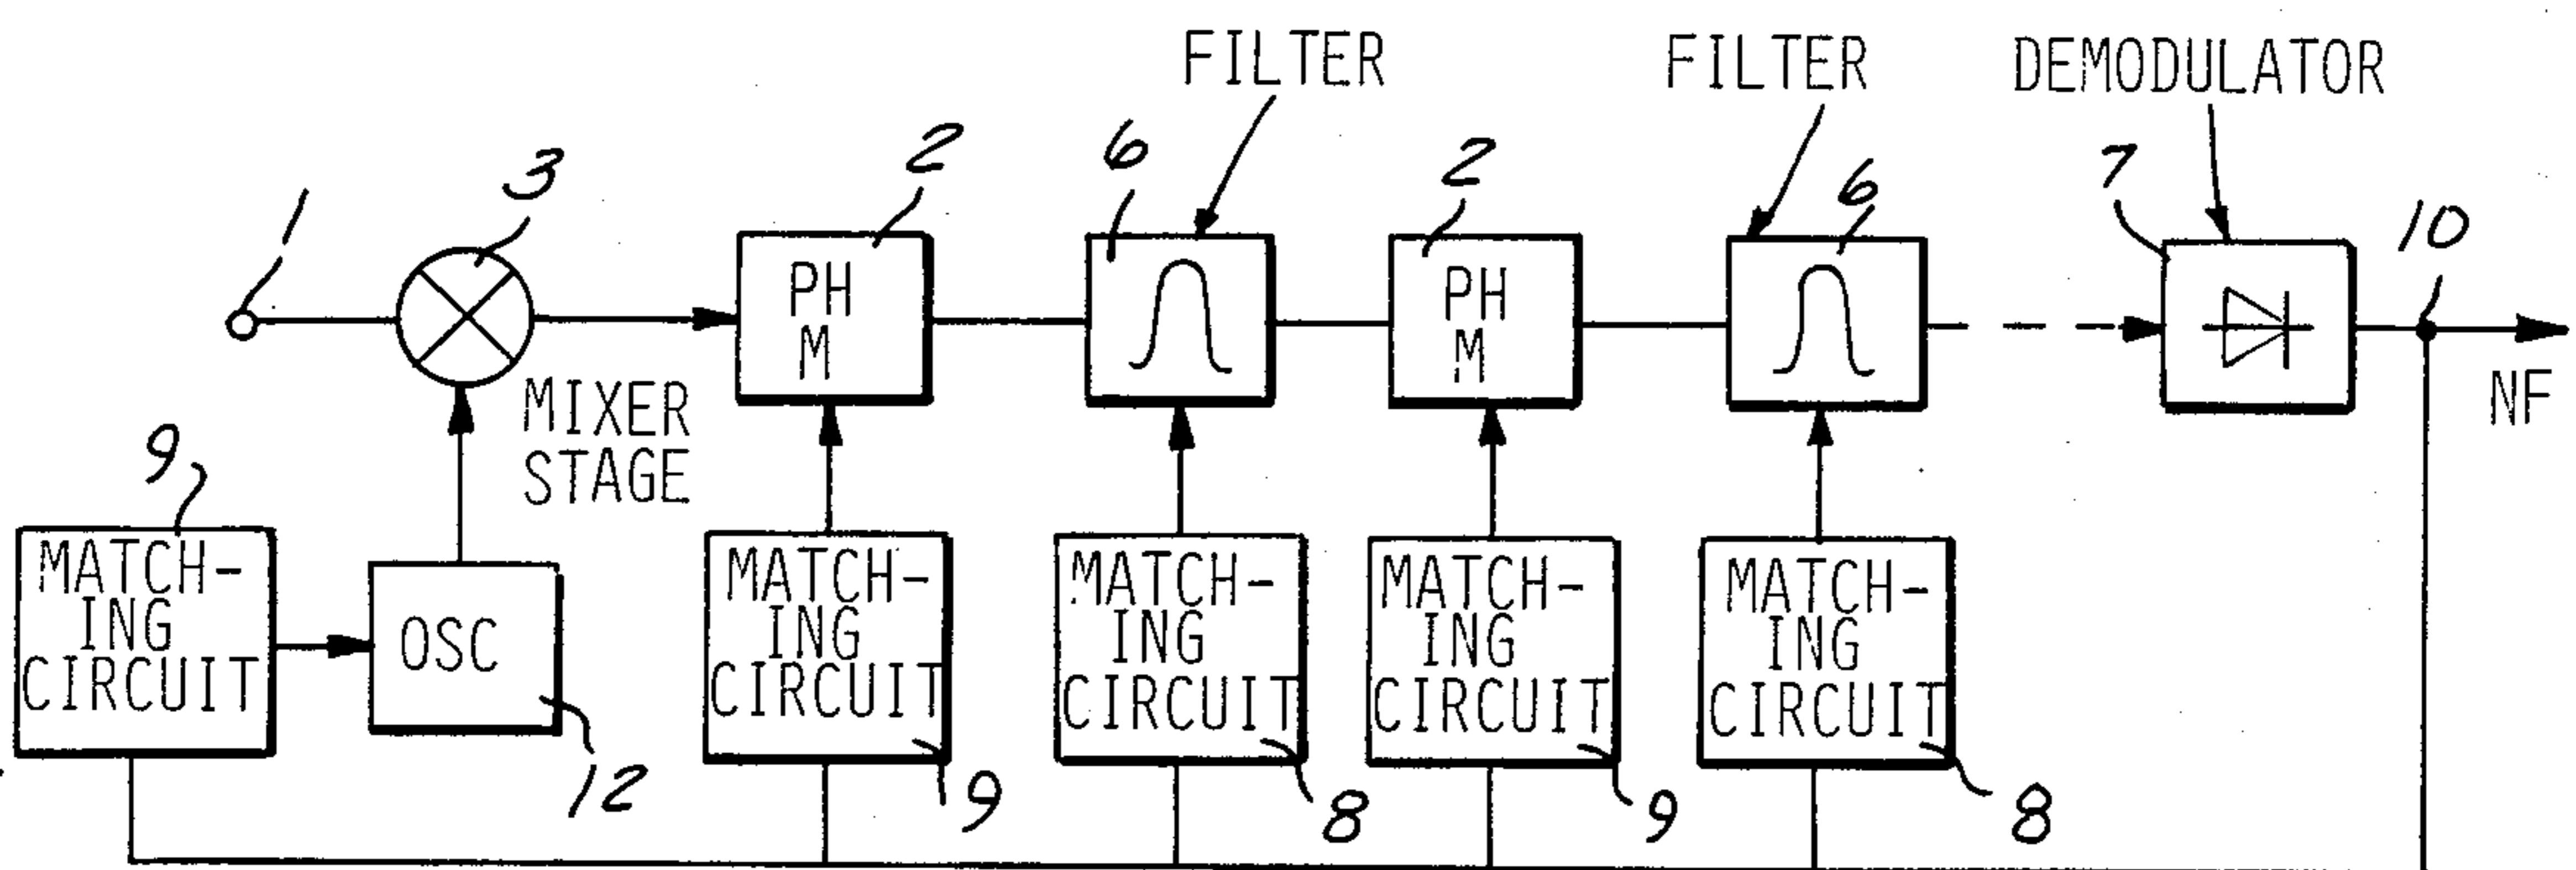 FILTER
FILTER
DEMODULATOR
1
3
2
6
2
6
7
10
PH
M
PH
M
NF
MIXER
STAGE
9
MATCH-
ING
CIRCUIT
OSC
12
MATCH-
ING
CIRCUIT
9
MATCH-
ING
CIRCUIT
8
MATCH-
ING
CIRCUIT
9
MATCH-
ING
CIRCUIT
8